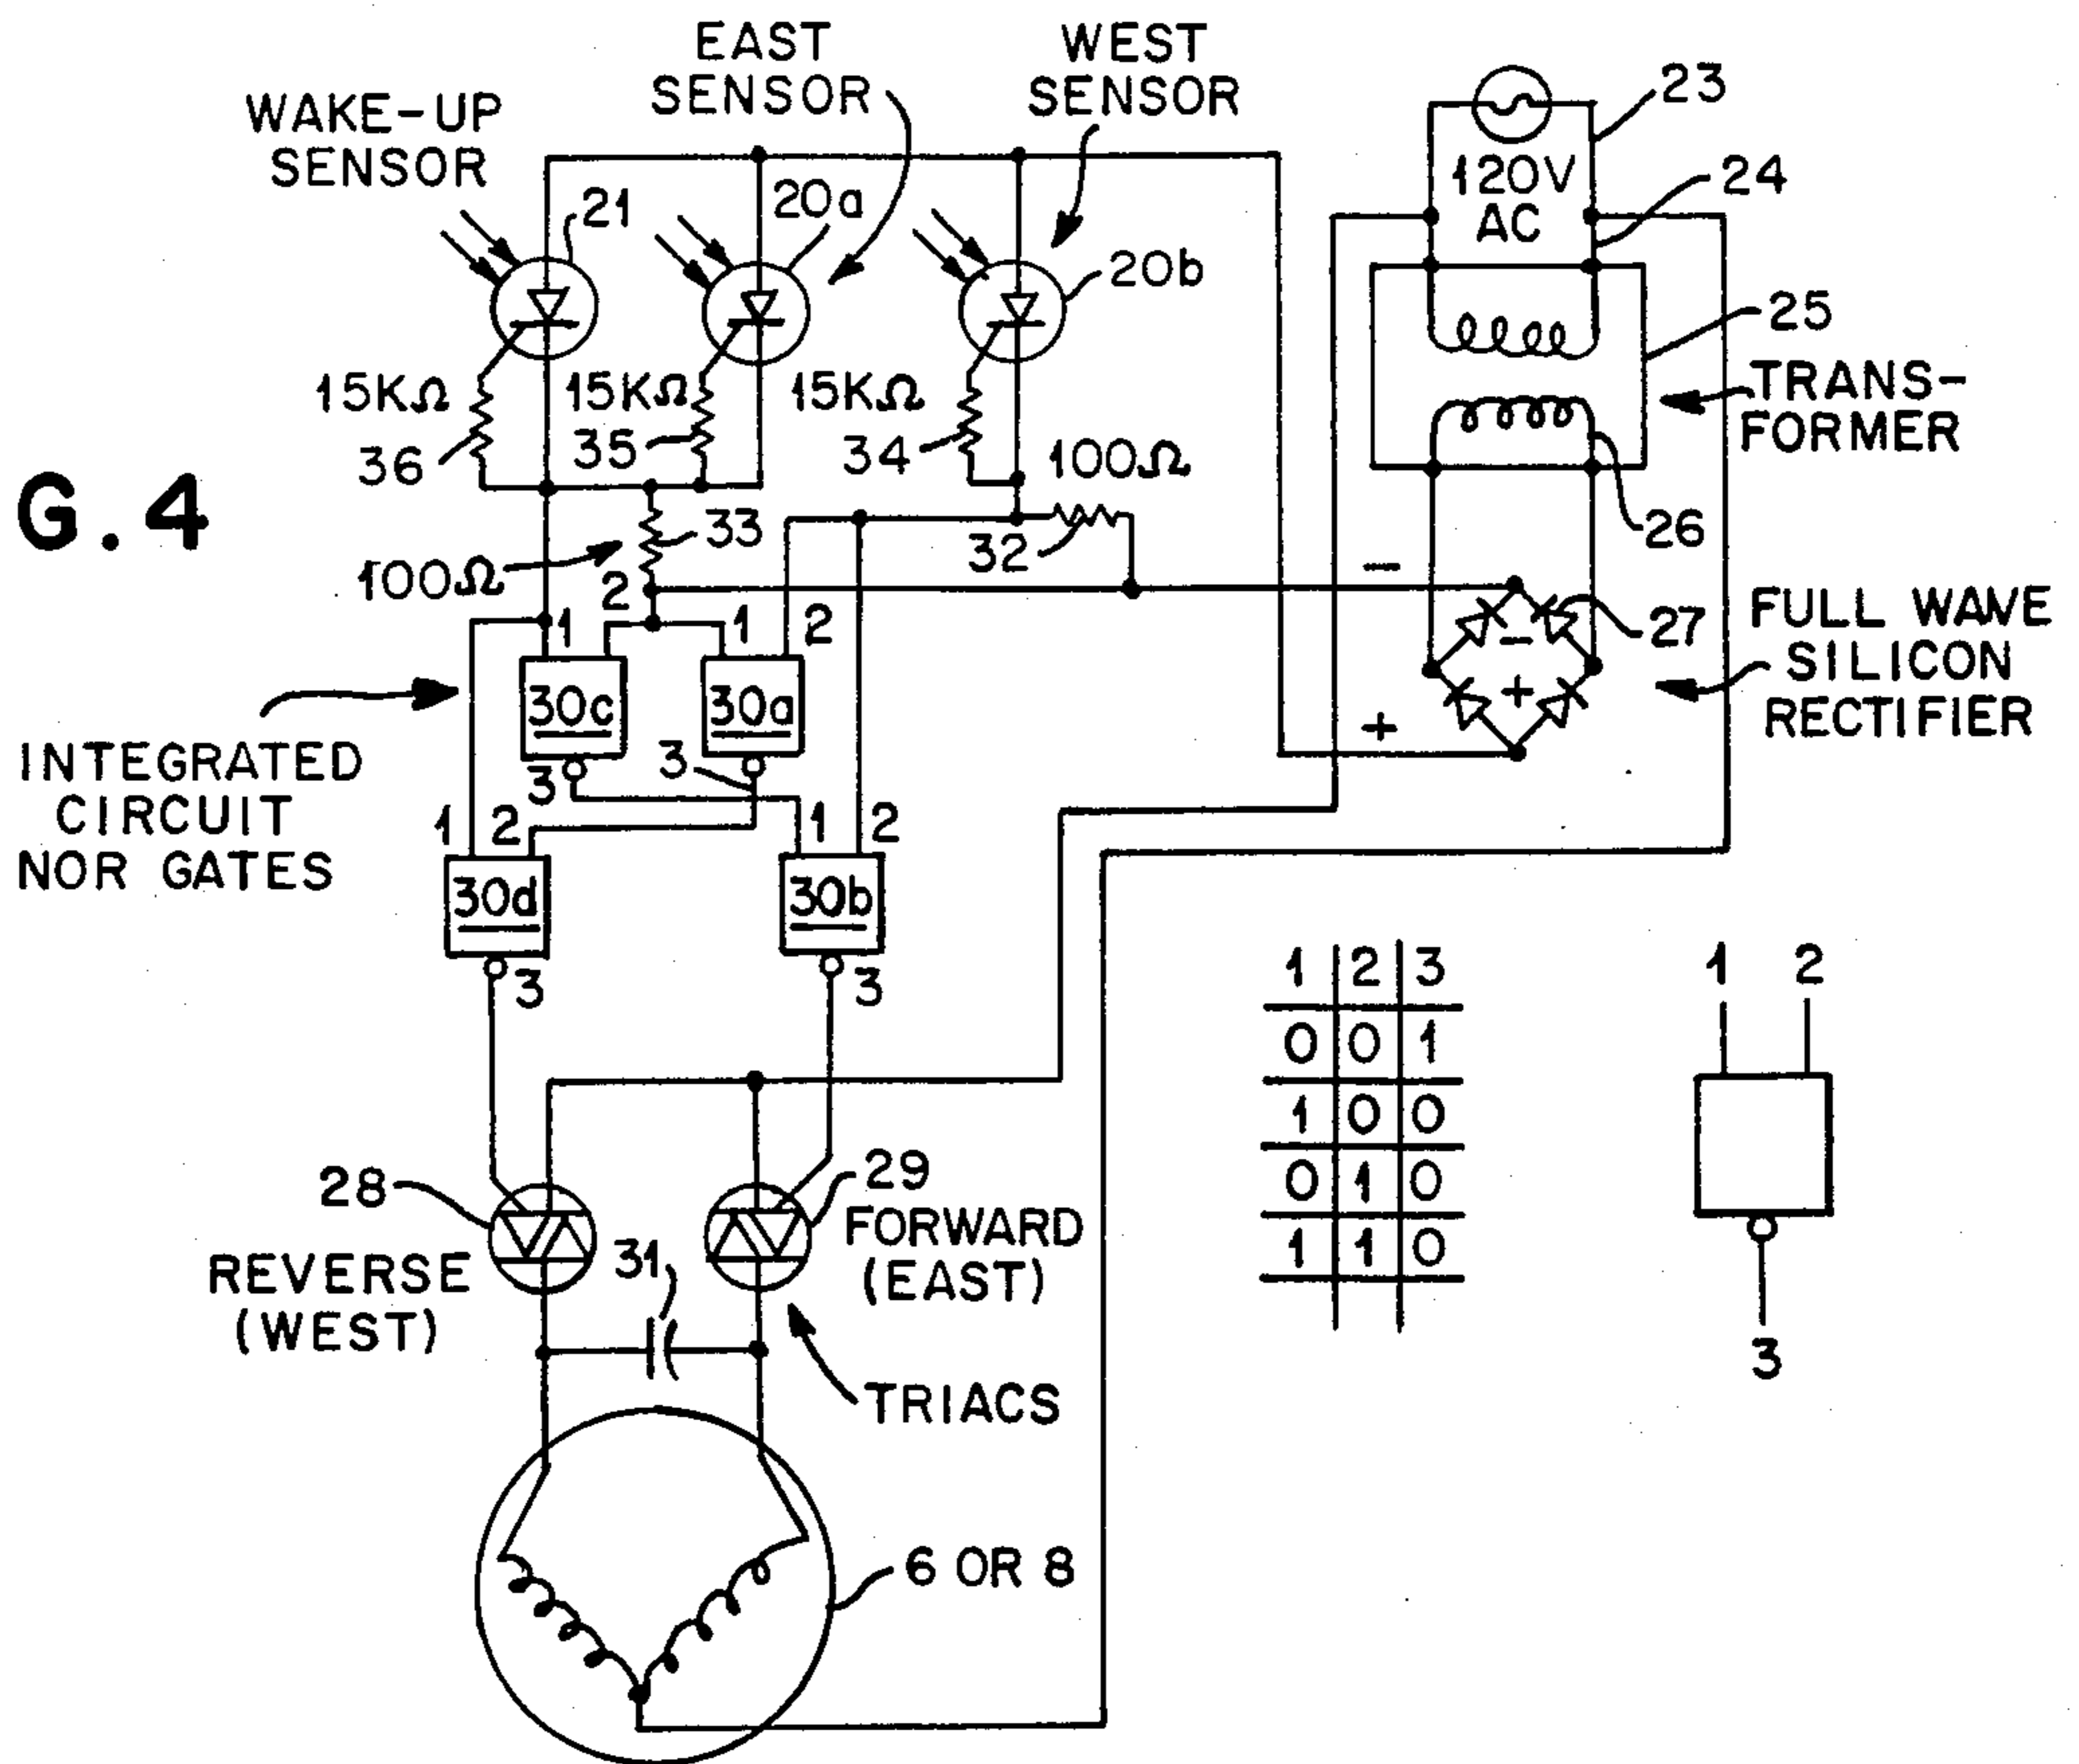 G.4
WAKE-UP
SENSOR
EAST
SENSOR
WEST
SENSOR
21
20a
20b
23
120V
AC
24
25
TRANS-
FORMER
26
15KΩ
36
15KΩ
35
15KΩ
34
100Ω
32
33
100Ω
−
+
−
+
27
FULL WAVE
SILICON
RECTIFIER
1 2
30c
3
1 2
30a
3
INTEGRATED
CIRCUIT
NOR GATES
1 2
30d
3
1 2
30b
3
28
REVERSE
(WEST)
29
FORWARD
(EAST)
31
TRIACS
6 OR 8
1 2 3
0 0 1
1 0 0
0 1 0
1 1 0
1 2
3